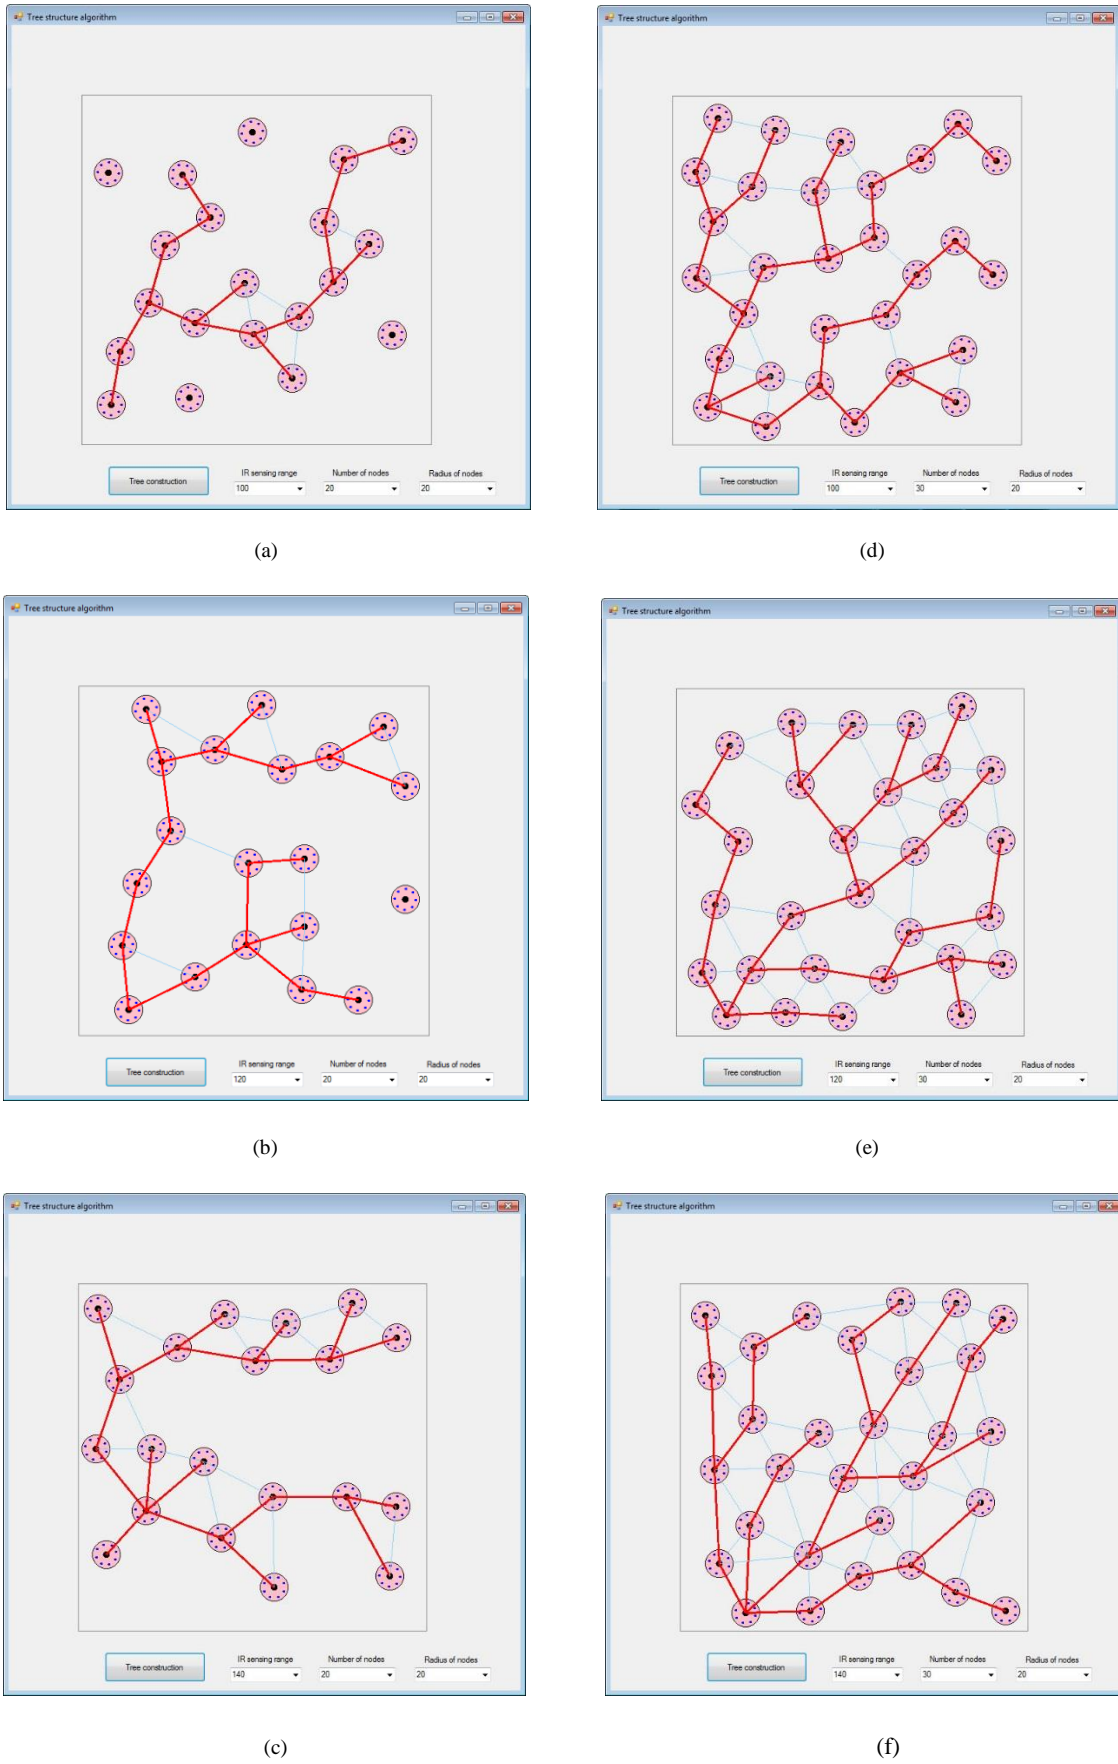 Tree structure algorithm
Tree construction
IR sensing range
Number of nodes
Radius of nodes
100
20
20
(a)
Tree structure algorithm
Tree construction
IR sensing range
Number of nodes
Radius of nodes
100
30
20
(d)
Tree structure algorithm
Tree construction
IR sensing range
Number of nodes
Radius of nodes
120
20
20
(b)
Tree structure algorithm
Tree construction
IR sensing range
Number of nodes
Radius of nodes
120
30
20
(e)
Tree structure algorithm
Tree construction
IR sensing range
Number of nodes
Radius of nodes
140
20
20
(c)
Tree structure algorithm
Tree construction
IR sensing range
Number of nodes
Radius of nodes
140
30
20
(f)